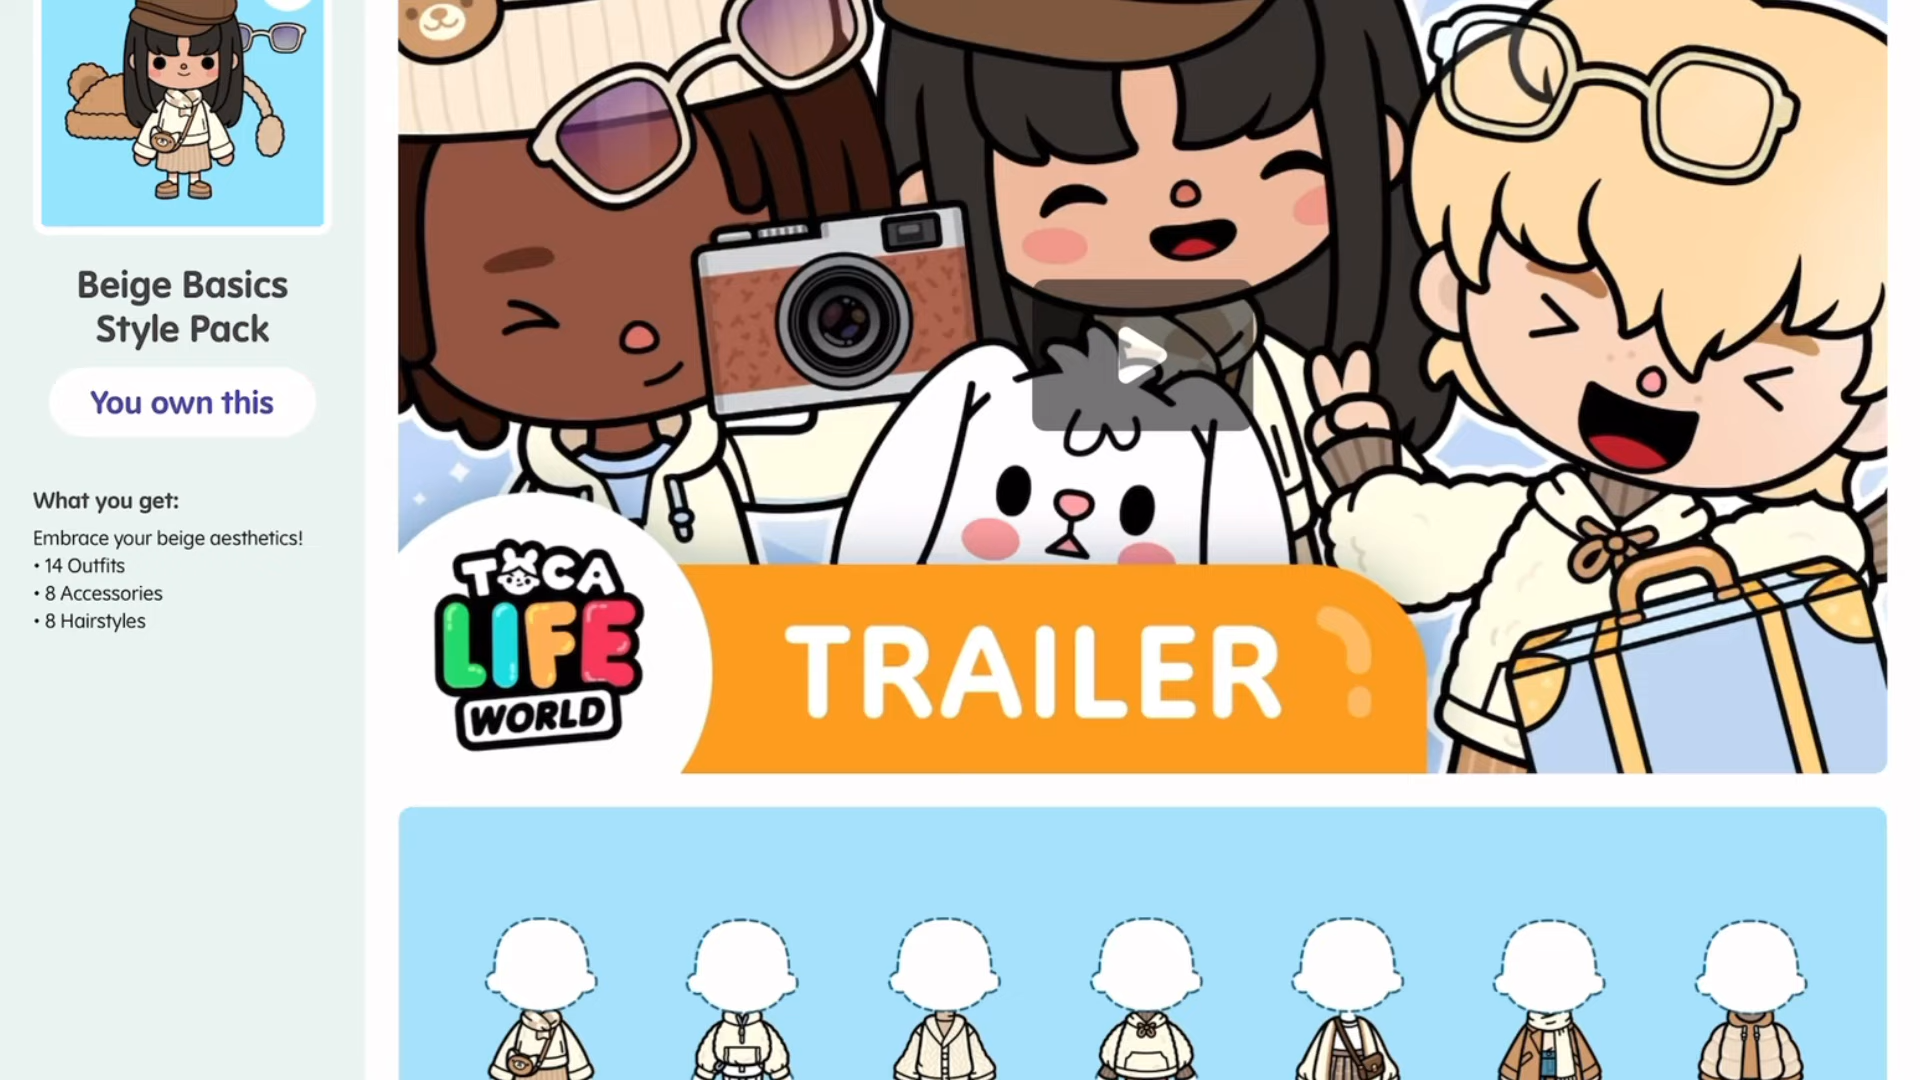 Beige Basics
Style Pack
You own this
What you get:
Embrace your beige aesthetics!
• 14 Outfits
• 8 Accessories
• 8 Hairstyles
TOCA
LIFE
WORLD
TRAILER